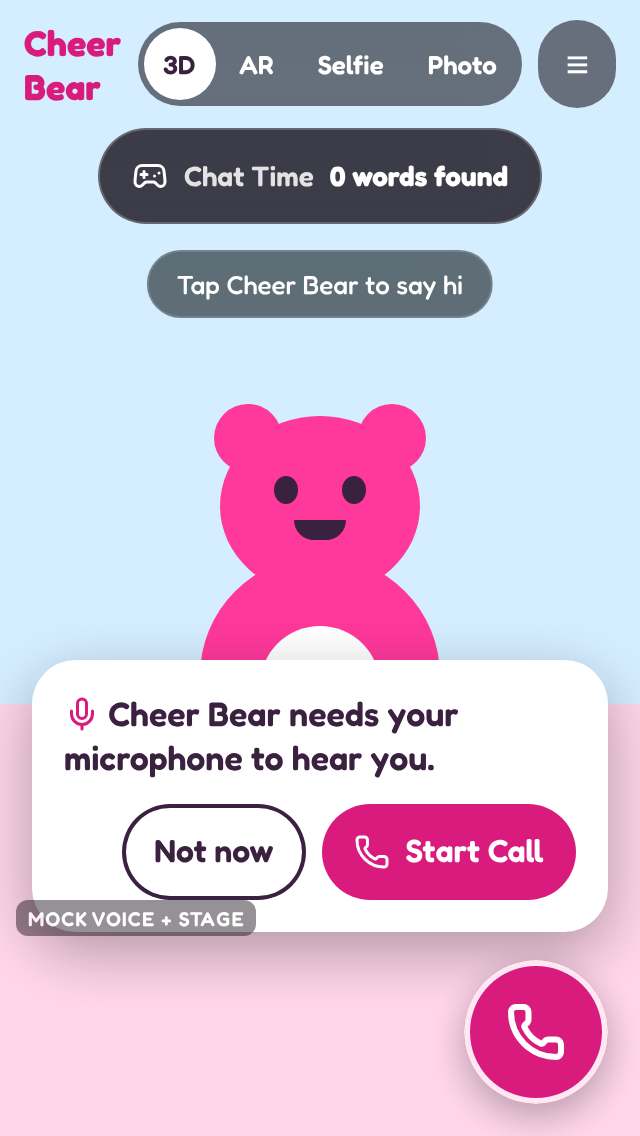 Cheer
Bear
3D
AR
Selfie
Photo
Chat Time 0 words found
Tap Cheer Bear to say hi
Cheer Bear needs your
microphone to hear you.
Not now
Start Call
MOCK VOICE + STAGE